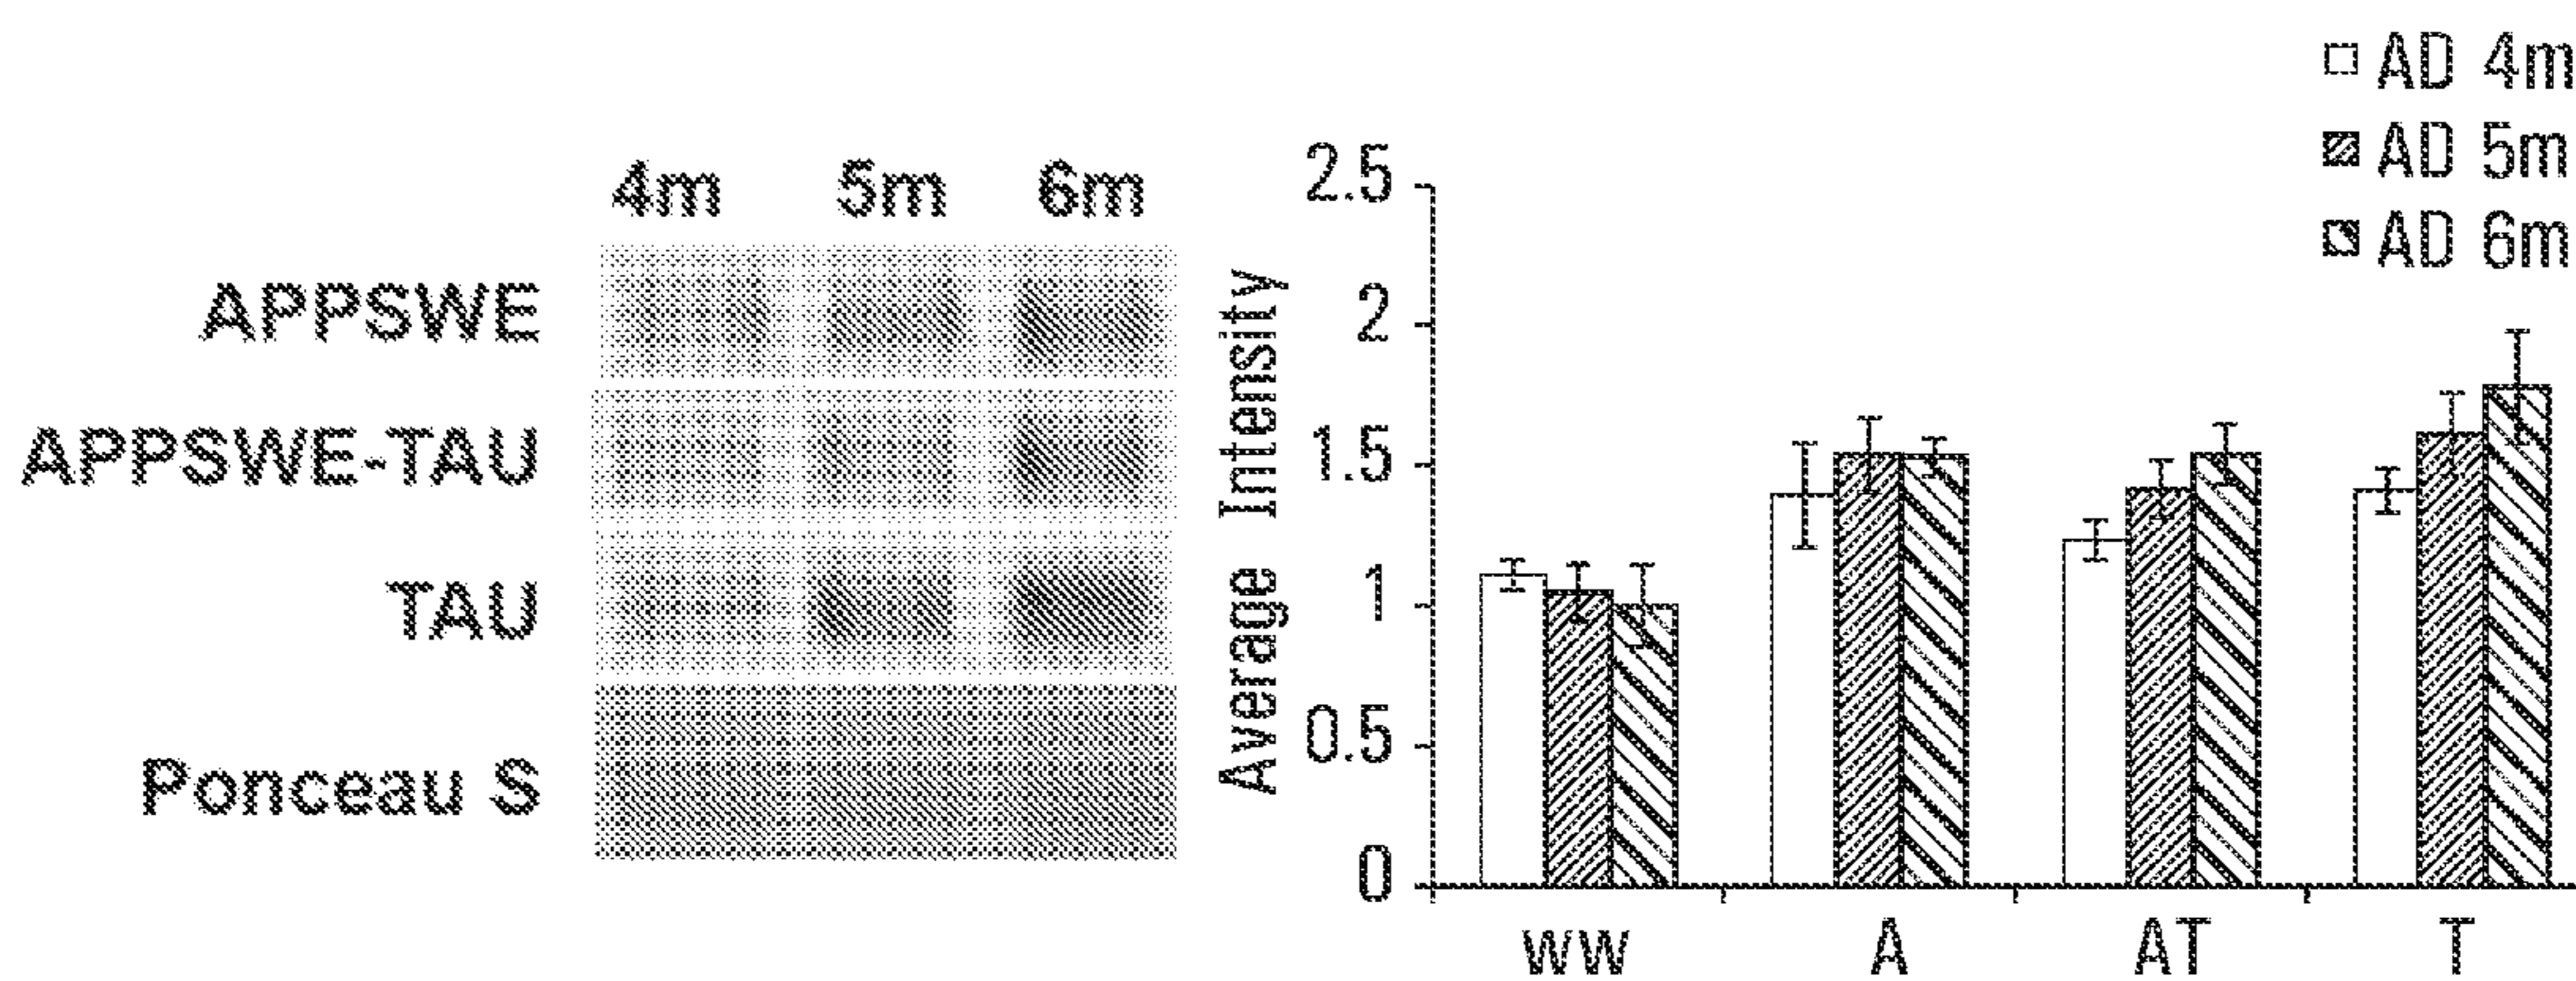 4m 5m 6m
APPSWE
APPSWE-TAU
TAU
Ponceau S
Average Intensity
2.5
2
1.5
1
0.5
0
WW A AT T
AD 4m
AD 5m
AD 6m